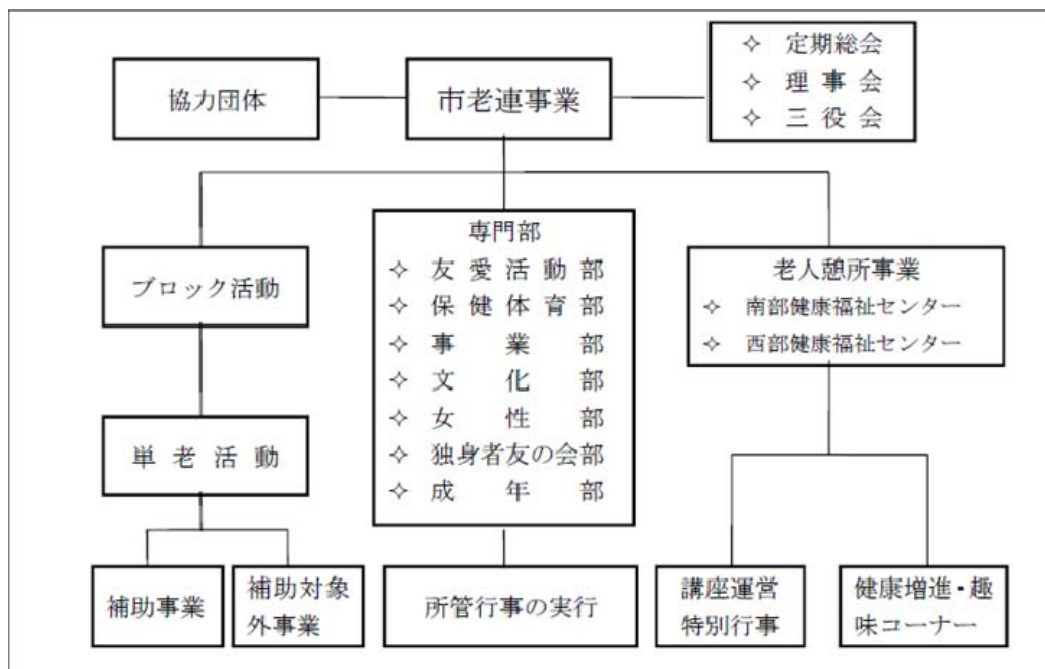 協力団体
市老連事業
✧ 定期総会
✧ 理事会
✧ 三役会
ブロック活動
単老活動
補助事業
補助対象
外事業
専門部
✧ 友愛活動部
✧ 保健体育部
✧ 事業部
✧ 文化部
✧ 女性部
✧ 独身者友の会部
✧ 成年部
所管行事の実行
老人憩所事業
✧ 南部健康福祉センター
✧ 西部健康福祉センター
講座運営
特別行事
健康増進・趣
味コーナー